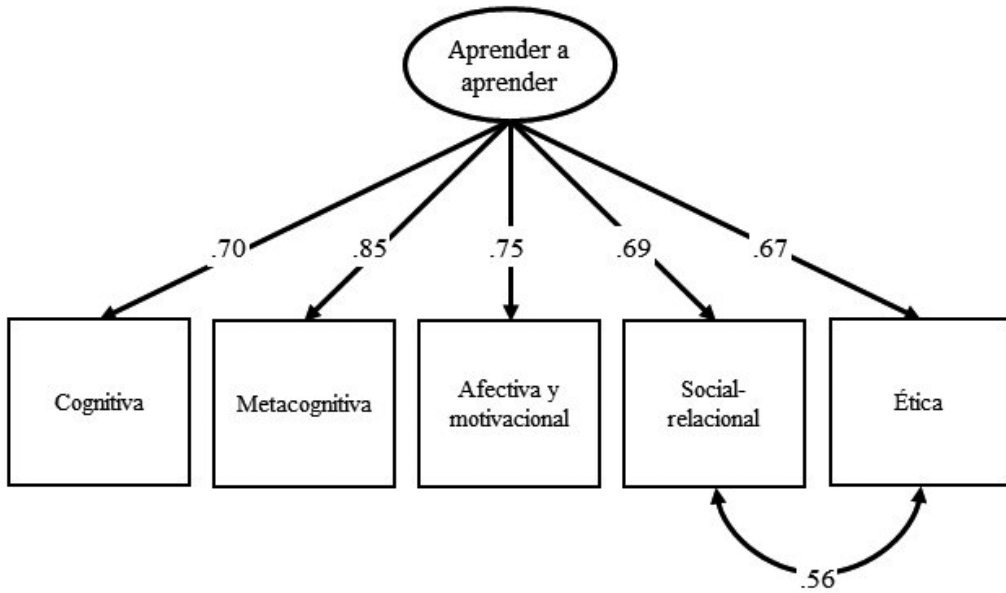 Aprender a
aprender
.70
.85
.75
.69
.67
Cognitiva
Metacognitiva
Afectiva y
motivacional
Social-
relacional
Ética
.56